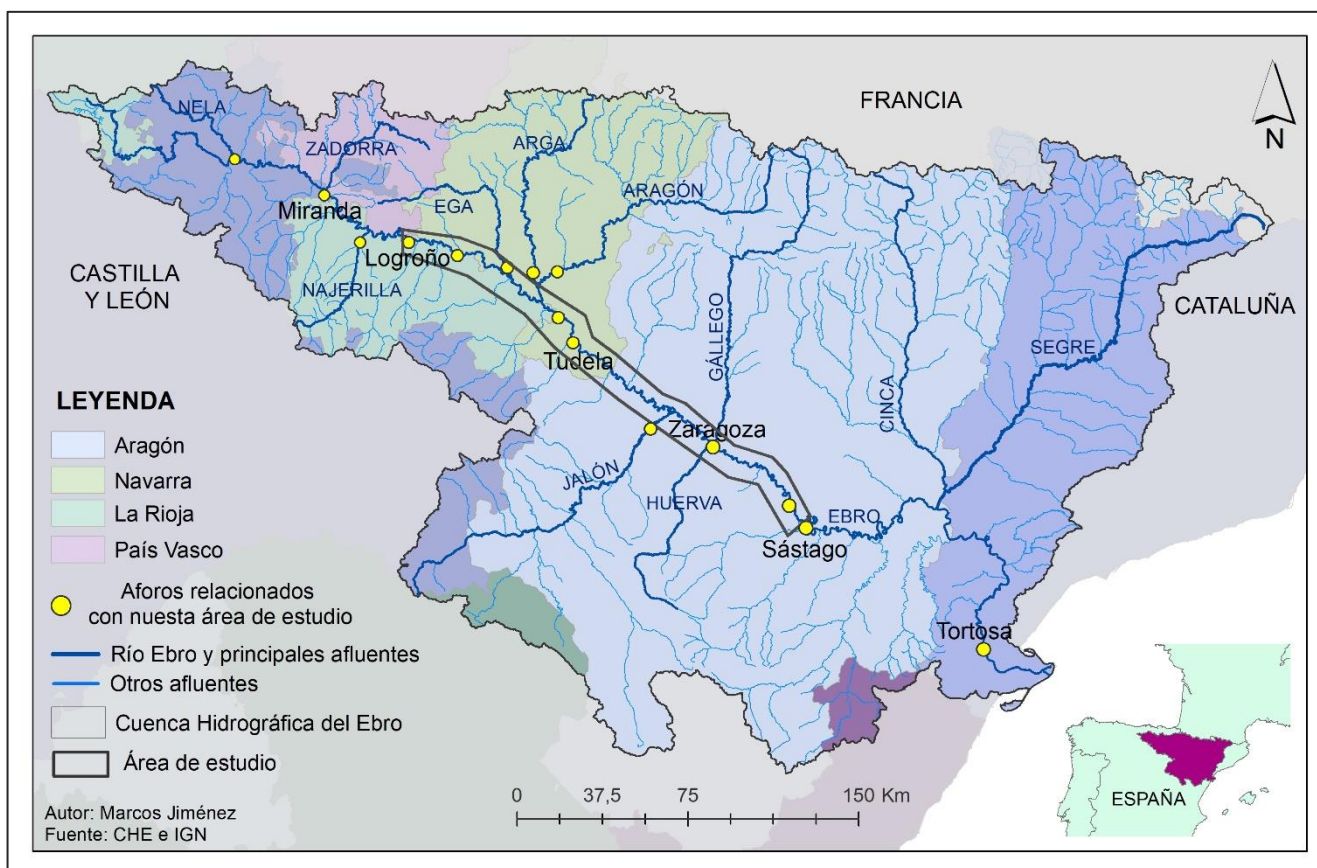 FRANCIA
N
NELA
ZADORRA
ARGA
ARAGÓN
Miranda
EGA
CASTILLA
Y LEÓN
Logroño
NAJERILLA
CATALUÑA
SEGRE
GÁLLEGO
CINCA
Tudela
Zaragoza
JALÓN
HUERVA
EBRO
Sástago
Tortosa
LEYENDA
Aragón
Navarra
La Rioja
País Vasco
Aforos relacionados
con nuesta área de estudio
Río Ebro y principales afluentes
Otros afluentes
Cuenca Hidrográfica del Ebro
Área de estudio
Autor: Marcos Jiménez
Fuente: CHE e IGN
0 37,5 75 150 Km
ESPAÑA